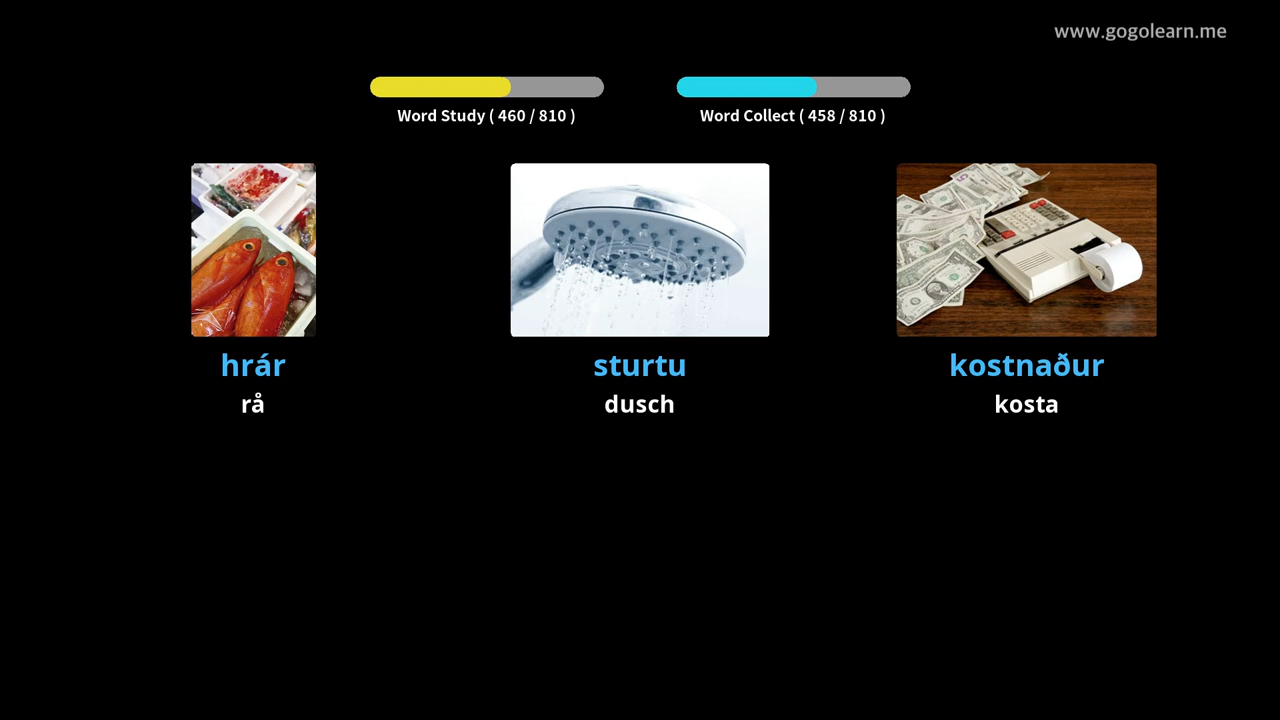 www.gogolearn.me
Word Study ( 460 / 810 )
Word Collect ( 458 / 810 )
hrár
sturtu
kostnaður
rå
dusch
kosta